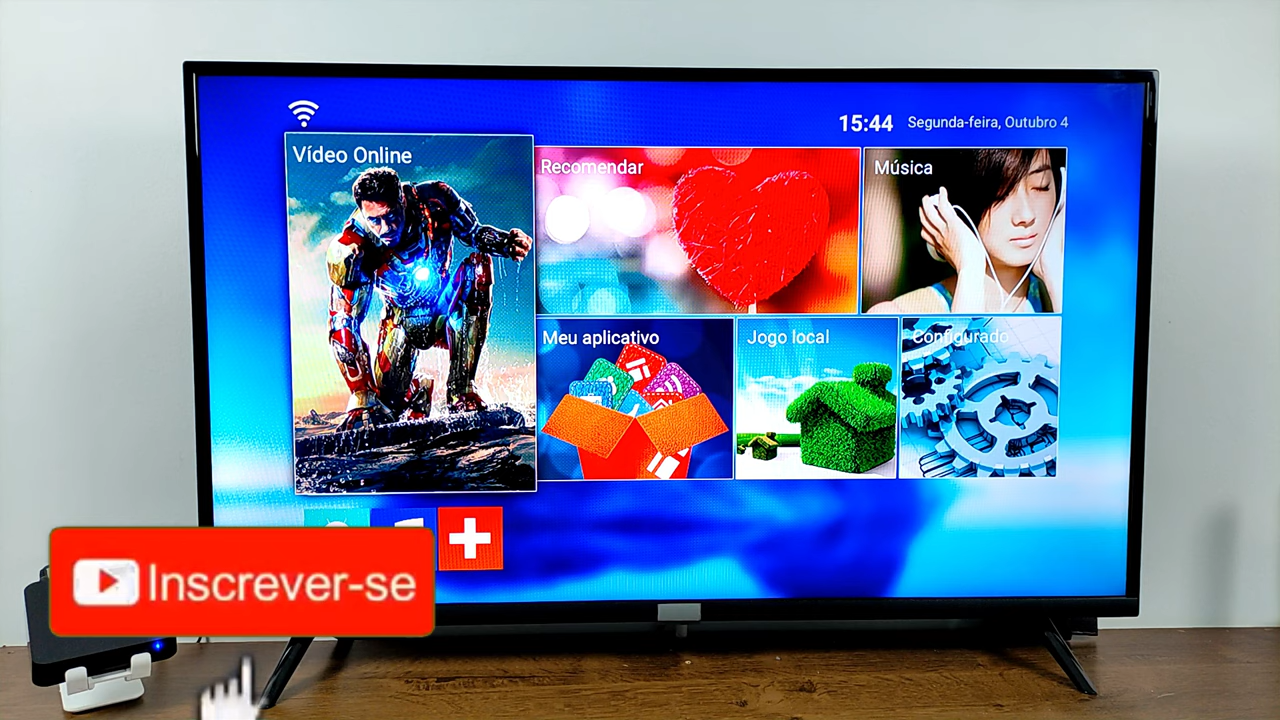 15:44 Segunda-feira, Outubro 4
Vídeo Online
Recomendar
Música
Meu aplicativo
Jogo local
Configurado
Inscrever-se